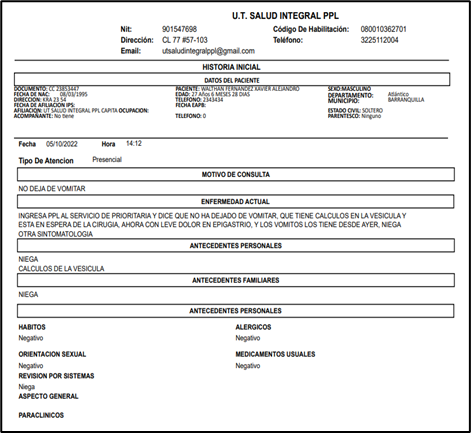 U.T. SALUD INTEGRAL PPL
Nit: 901547698 Código De Habilitación: 080010362701
Dirección: CL 77 #57-103 Teléfono: 3225112004
Email: utsaludintegralppl@gmail.com
HISTORIA INICIAL
DATOS DEL PACIENTE
DOCUMENTO: CC 23853447 PACIENTE: WALTHAN FERNANDEZ XAVIER ALEJANDRO SEXO:MASCULINO
FECHA DE NAC: 08/03/1995 EDAD: 27 Años 6 MESES 28 DIAS DEPARTAMENTO: Atlántico
DIRECCION: KRA 23 54 TELEFONO: 2343434 MUNICIPIO: BARRANQUILLA
FECHA DE AFILIACION IPS: FECHA EAPB:
AFILIACION: UT SALUD INTEGRAL PPL CAPITA OCUPACION: ESTADO CIVIL: SOLTERO
ACOMPAÑANTE: No tiene TELEFONO: 0 PARENTESCO: Ninguno
Fecha 05/10/2022 Hora 14:12
Tipo De Atencion Presencial
MOTIVO DE CONSULTA
NO DEJA DE VOMITAR
ENFERMEDAD ACTUAL
INGRESA PPL AL SERVICIO DE PRIORITARIA Y DICE QUE NO HA DEJADO DE VOMITAR, QUE TIENE CALCULOS EN LA VESICULA Y
ESTA EN ESPERA DE LA CIRUGIA, AHORA CON LEVE DOLOR EN EPIGASTRIO, Y LOS VOMITOS LOS TIENE DESDE AYER, NIEGA
OTRA SINTOMATOLOGIA
ANTECEDENTES PERSONALES
NIEGA
CALCULOS DE LA VESICULA
ANTECEDENTES FAMILIARES
NIEGA
ANTECEDENTES PERSONALES
HABITOS ALERGICOS
Negativo Negativo
ORIENTACION SEXUAL MEDICAMENTOS USUALES
Negativo Negativo
REVISION POR SISTEMAS
Niega
ASPECTO GENERAL
PARACLINICOS